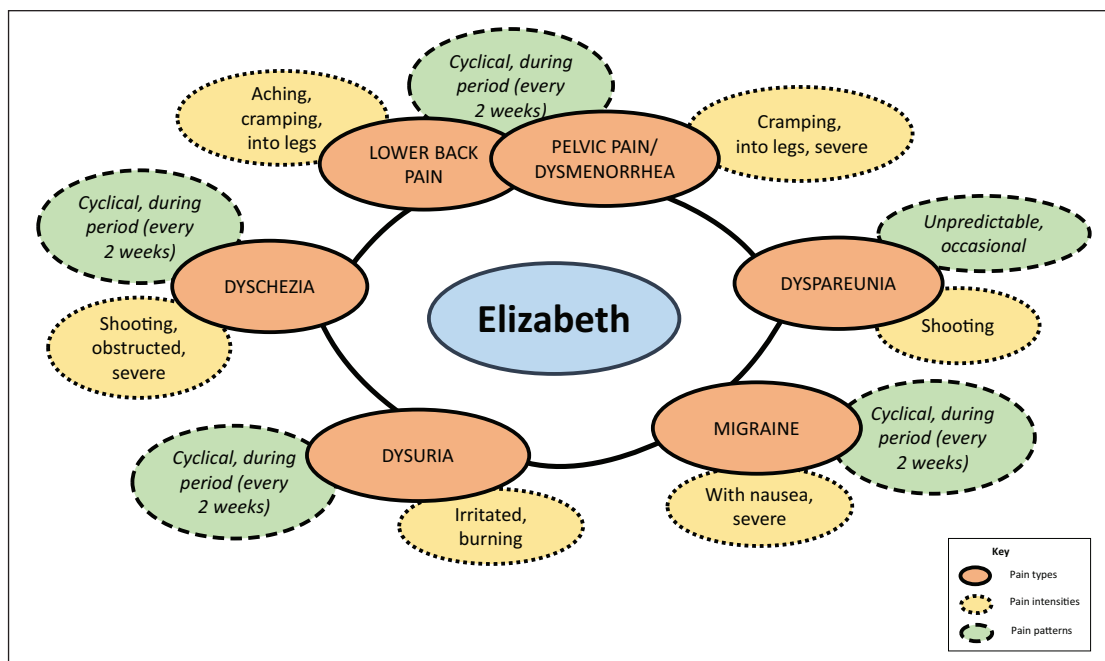 Cyclical, during
period (every
2 weeks)
Aching,
cramping,
into legs
LOWER BACK
PAIN
PELVIC PAIN/
DYSMENORRHEA
Cramping,
into legs, severe
Cyclical, during
period (every
2 weeks)
DYSCHEZIA
Shooting,
obstructed,
severe
Unpredictable,
occasional
DYSPAREUNIA
Shooting
Elizabeth
Cyclical, during
period (every
2 weeks)
DYSURIA
Irritated,
burning
MIGRAINE
Cyclical, during
period (every
2 weeks)
With nausea,
severe
Key
Pain types
Pain intensities
Pain patterns